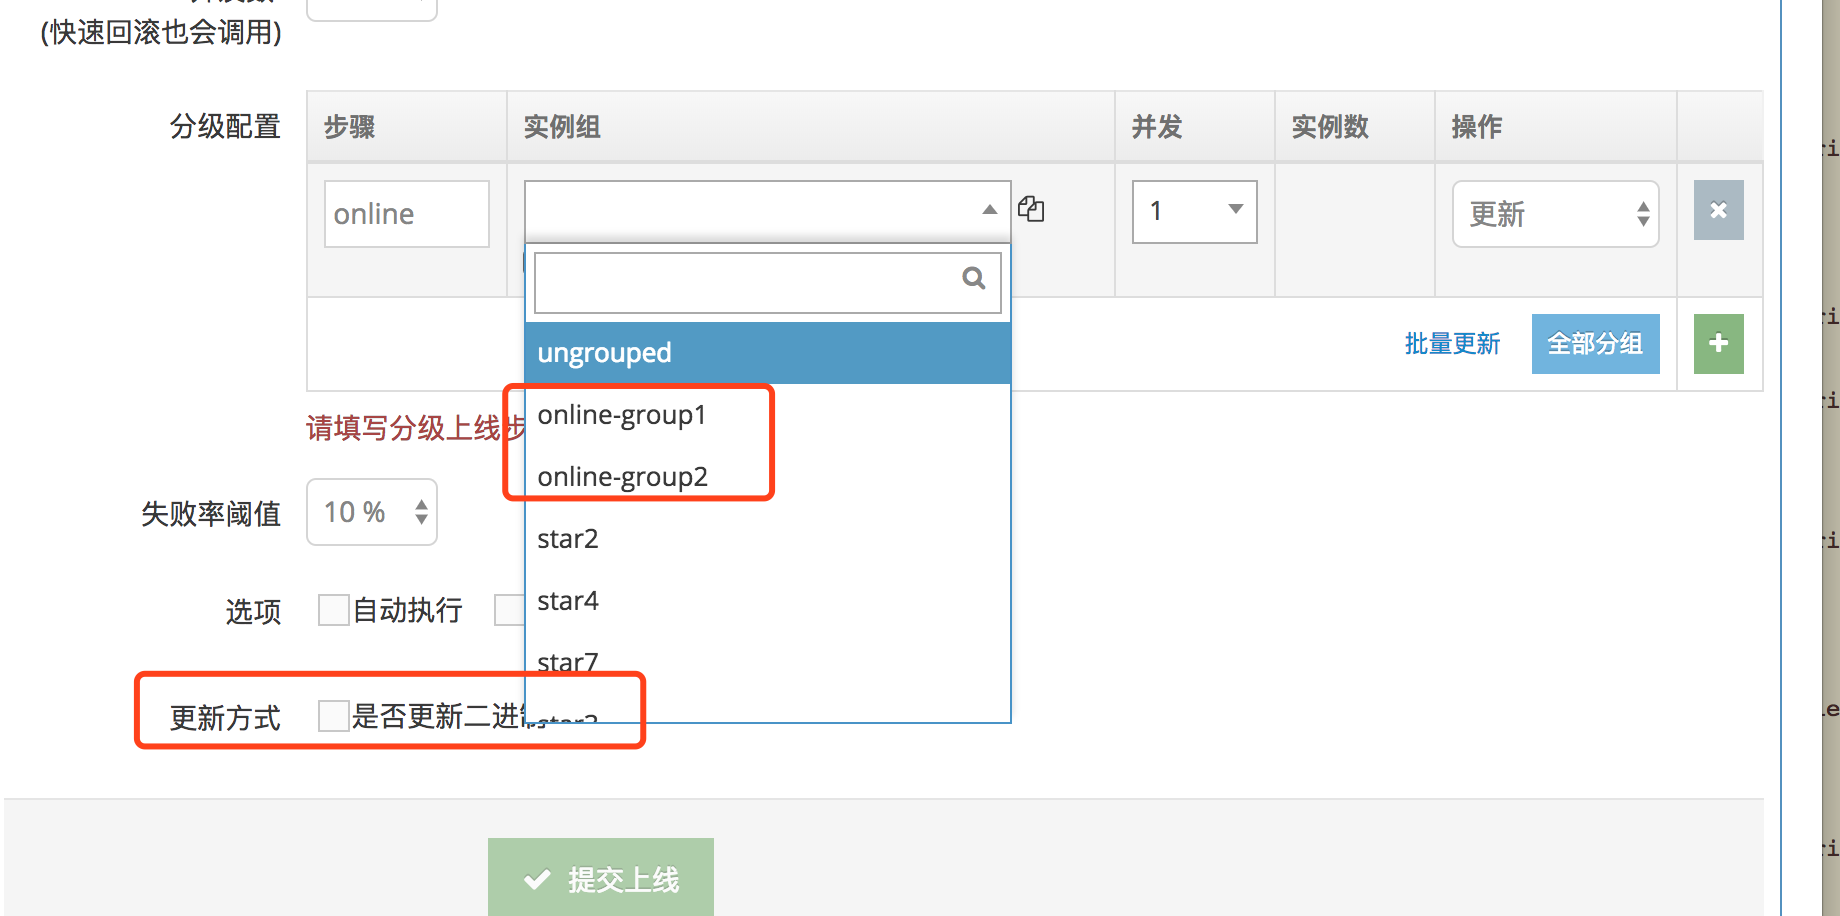 (快速回滚也会调用)
分级配置
步骤
实例组
并发
实例数
操作
online
1
更新
ungrouped
批量更新
全部分组
online-group1
请填写分级上线步
online-group2
失败率阈值
10 %
star2
star4
选项
自动执行
star7
更新方式
是否更新二进制
提交上线